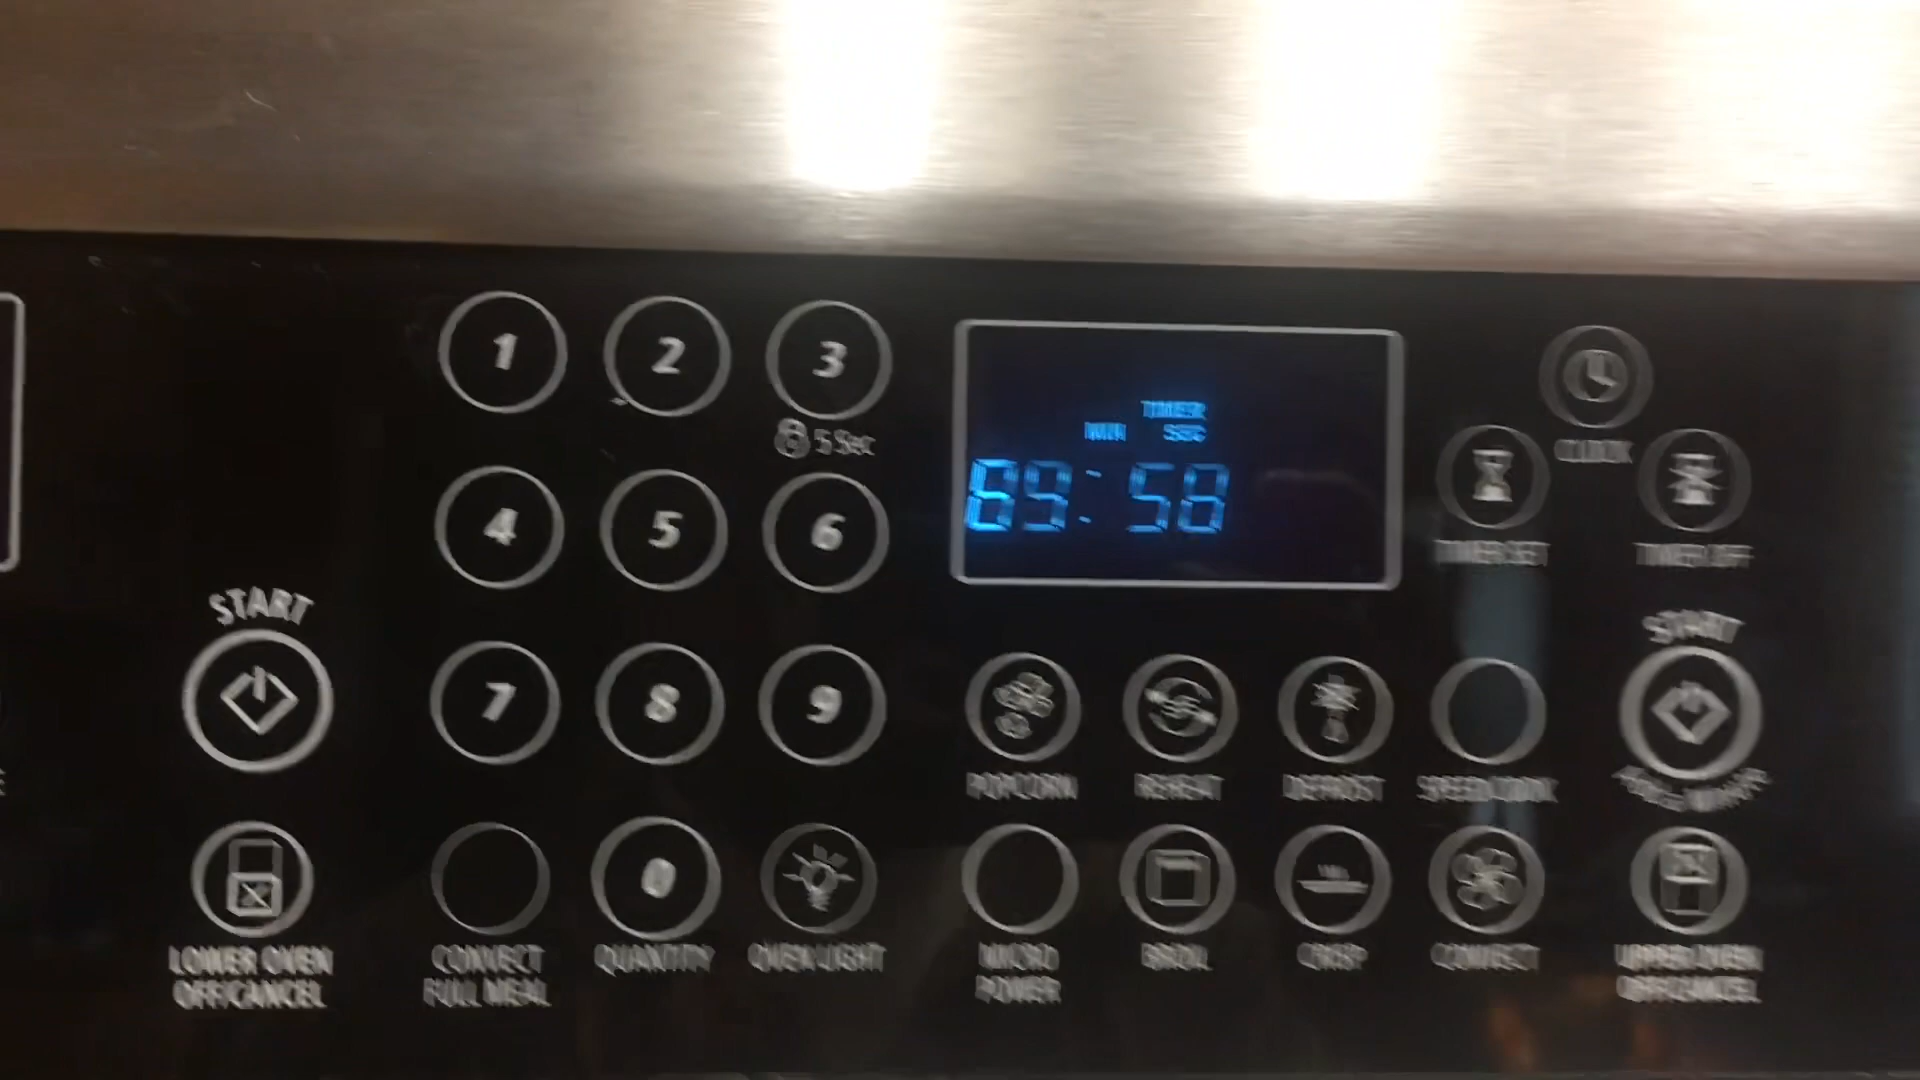 TIMER
MIN SEC
69:58
1 2 3
5 Sec
CLOCK
4 5 6
TIMER SET TIMER OFF
START
START
7 8 9
POPCORN REHEAT DEFROST SPEEDCOOK
0
LOWER OVEN
OFF/CANCEL
CONVECT
FULL MEAL
QUANTITY
OVEN LIGHT
MICRO
POWER
BROIL
CRISP
CONVECT
UPPER OVEN
OFF/CANCEL